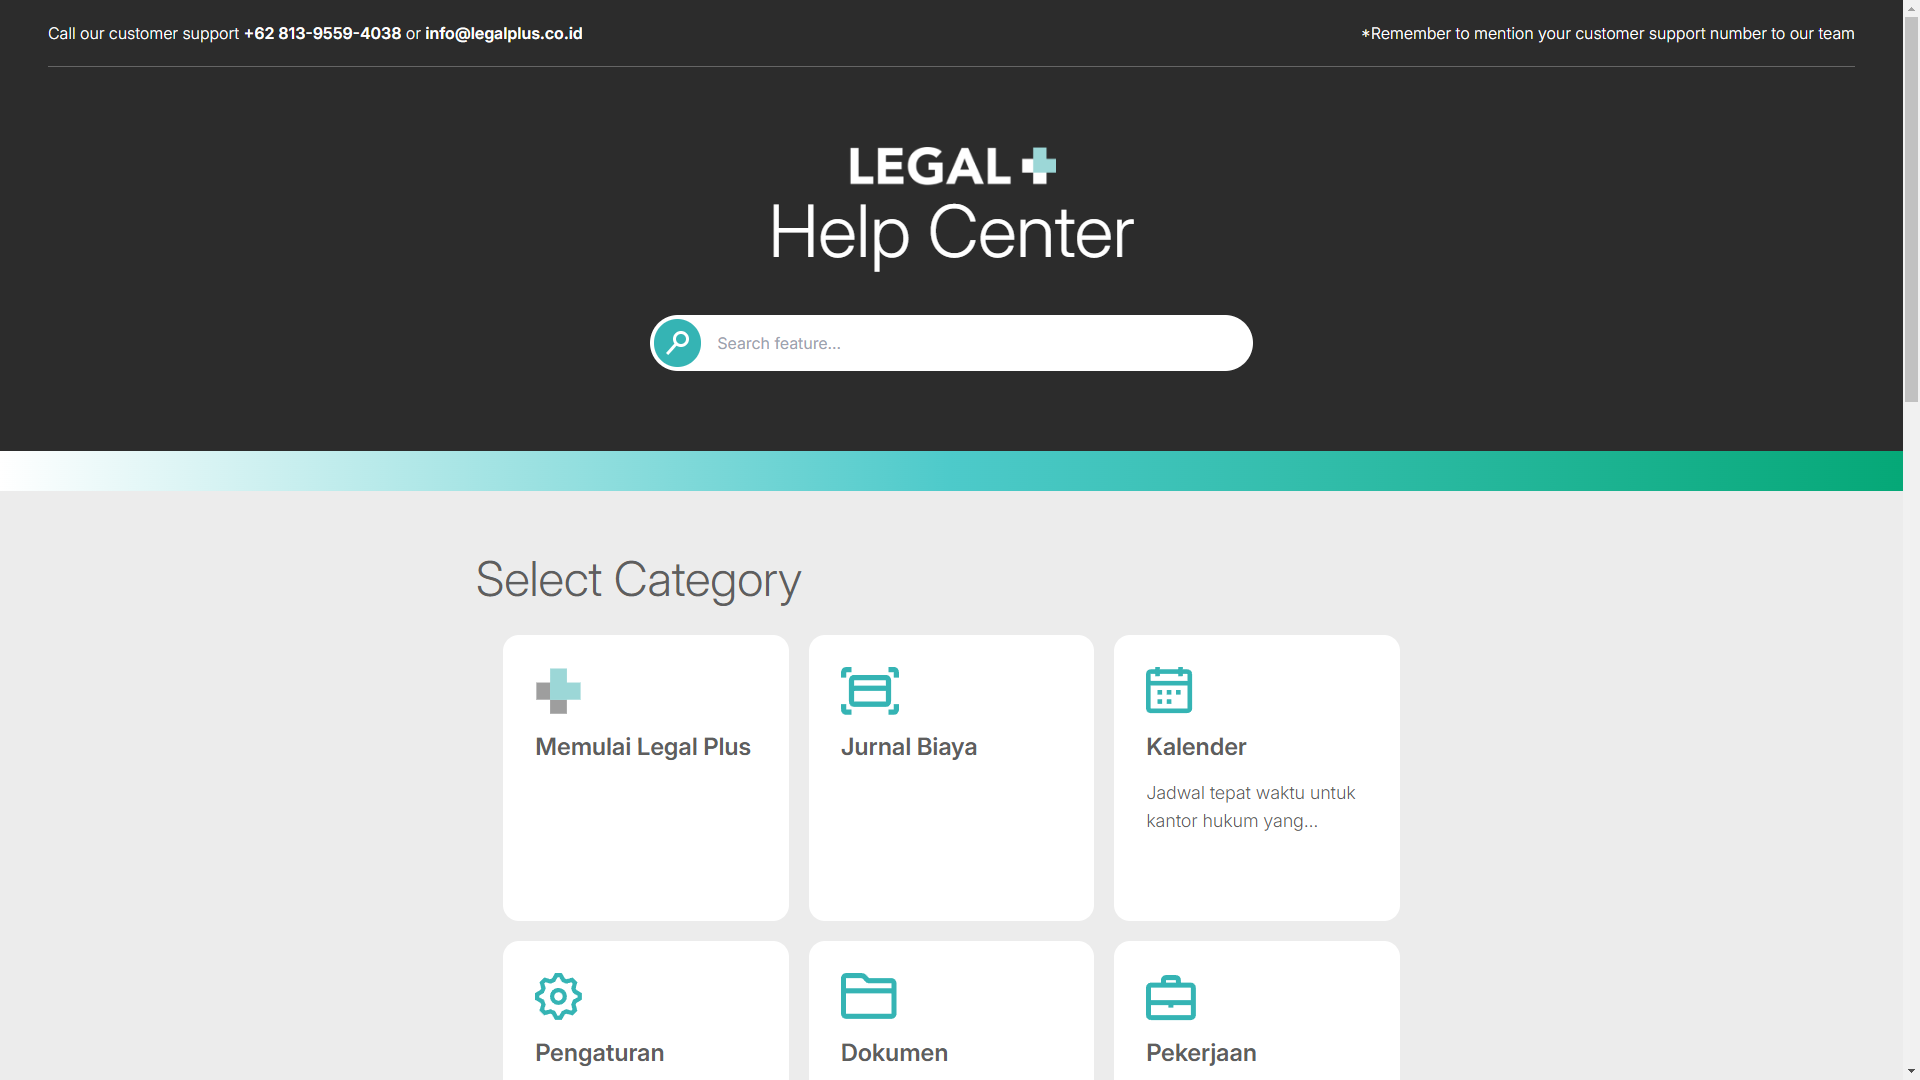 Call our customer support +62 813-9559-4038 or info@legalplus.co.id
*Remember to mention your customer support number to our team
LEGAL
Help Center
Search feature...
Select Category
Memulai Legal Plus
Jurnal Biaya
Kalender
Jadwal tepat waktu untuk
kantor hukum yang...
Pengaturan
Dokumen
Pekerjaan